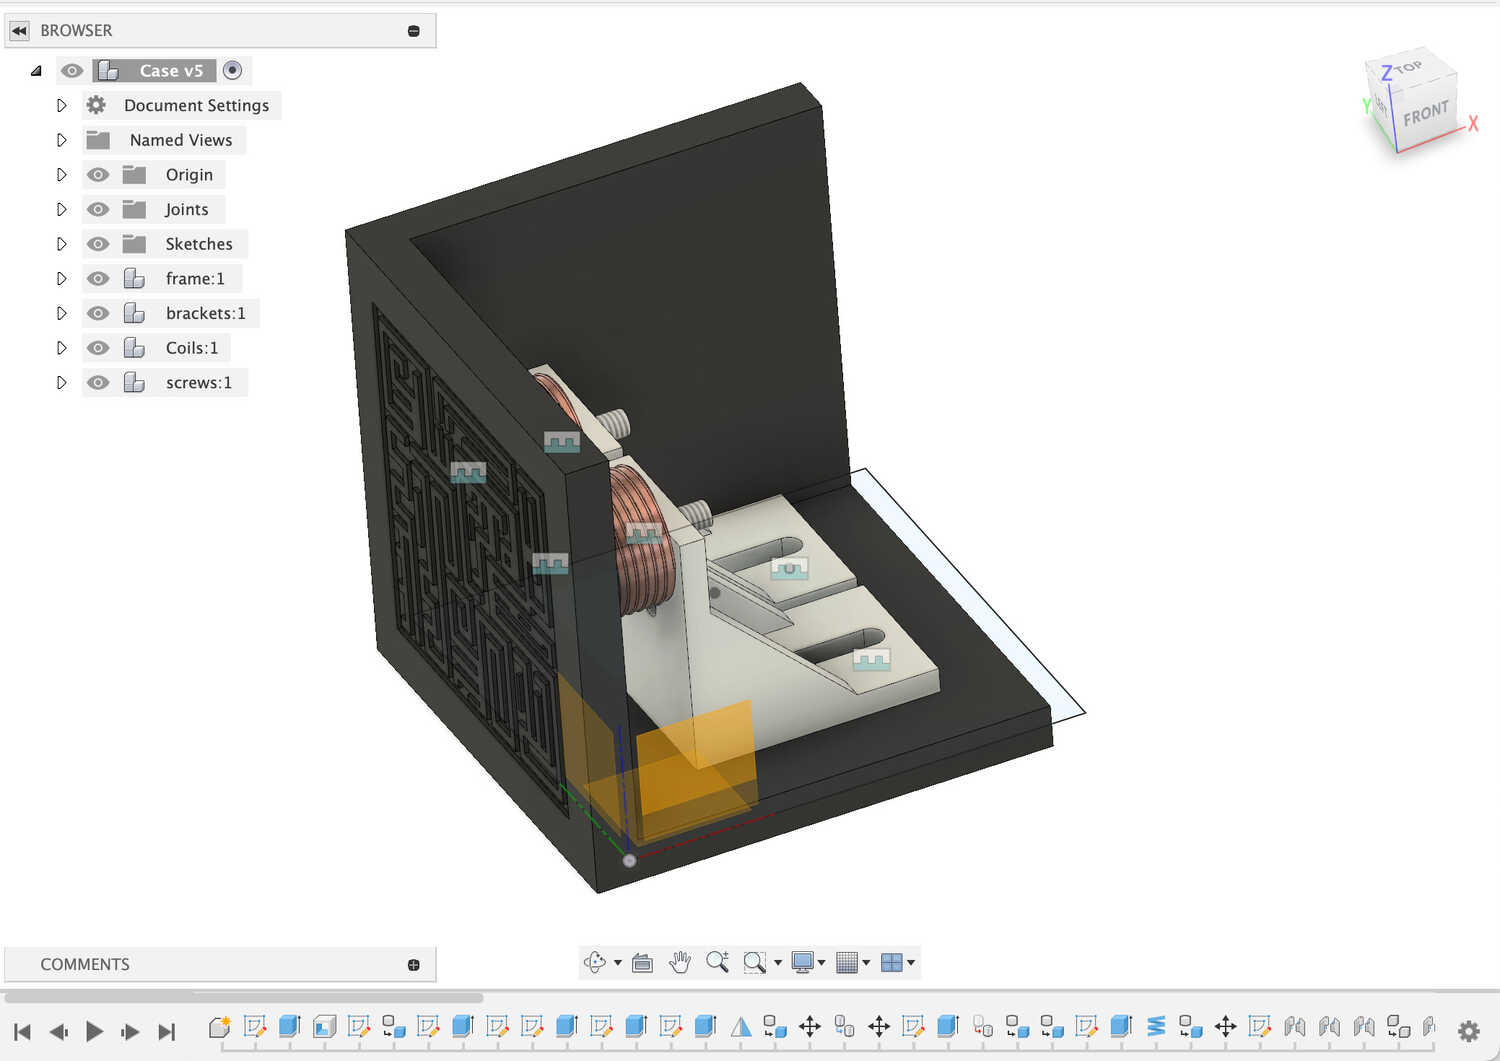 BROWSER
Case v5
Document Settings
Named Views
Origin
Joints
Sketches
frame:1
brackets:1
Coils:1
screws:1
Z
TOP
Y
LEFT
FRONT
X
COMMENTS